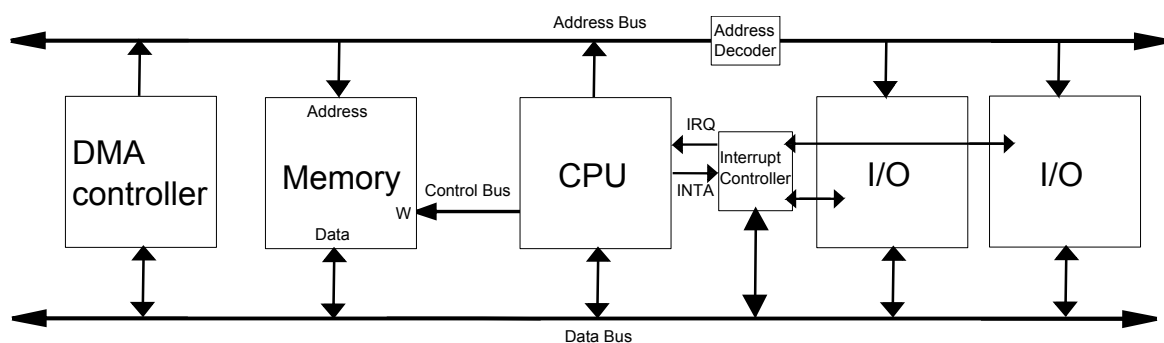 Address Bus
Address
Decoder
DMA
controller
Address
Memory
W
Data
Control Bus
CPU
IRQ
INTA
Interrupt
Controller
I/O
I/O
Data Bus